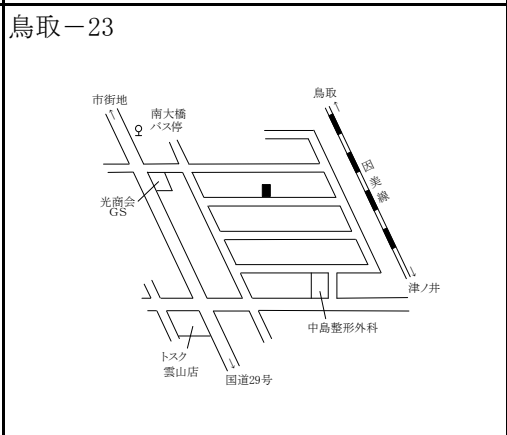 鳥取－23
鳥取
市街地
南大橋
バス停
因美線
光商会
GS
津ノ井
中島整形外科
トスク
雲山店
国道29号